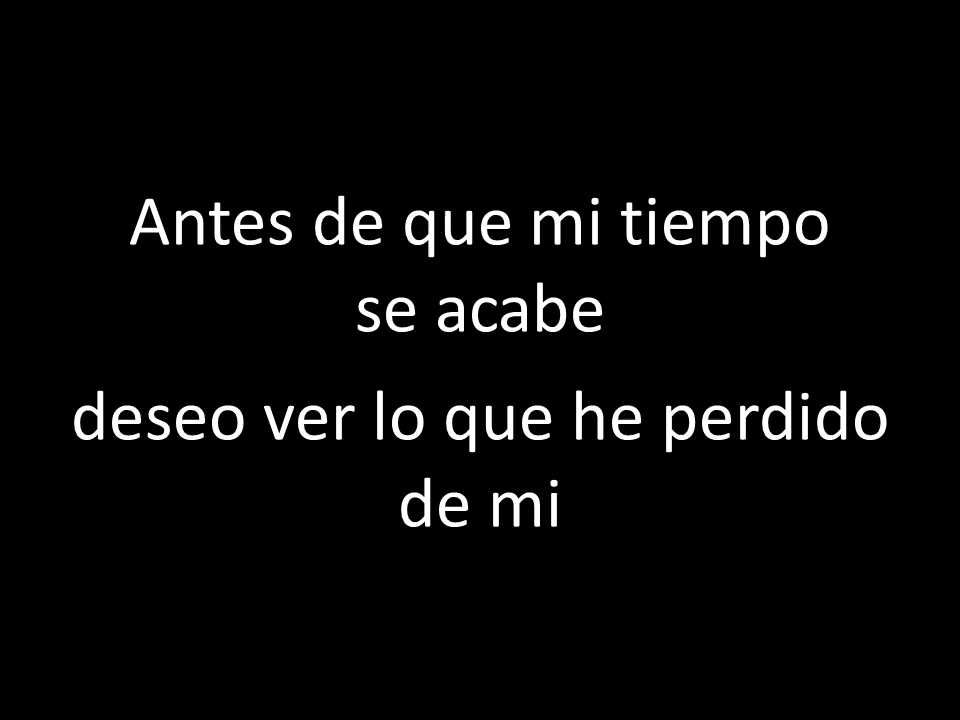 Antes de que mi tiempo
se acabe
deseo ver lo que he perdido
de mi